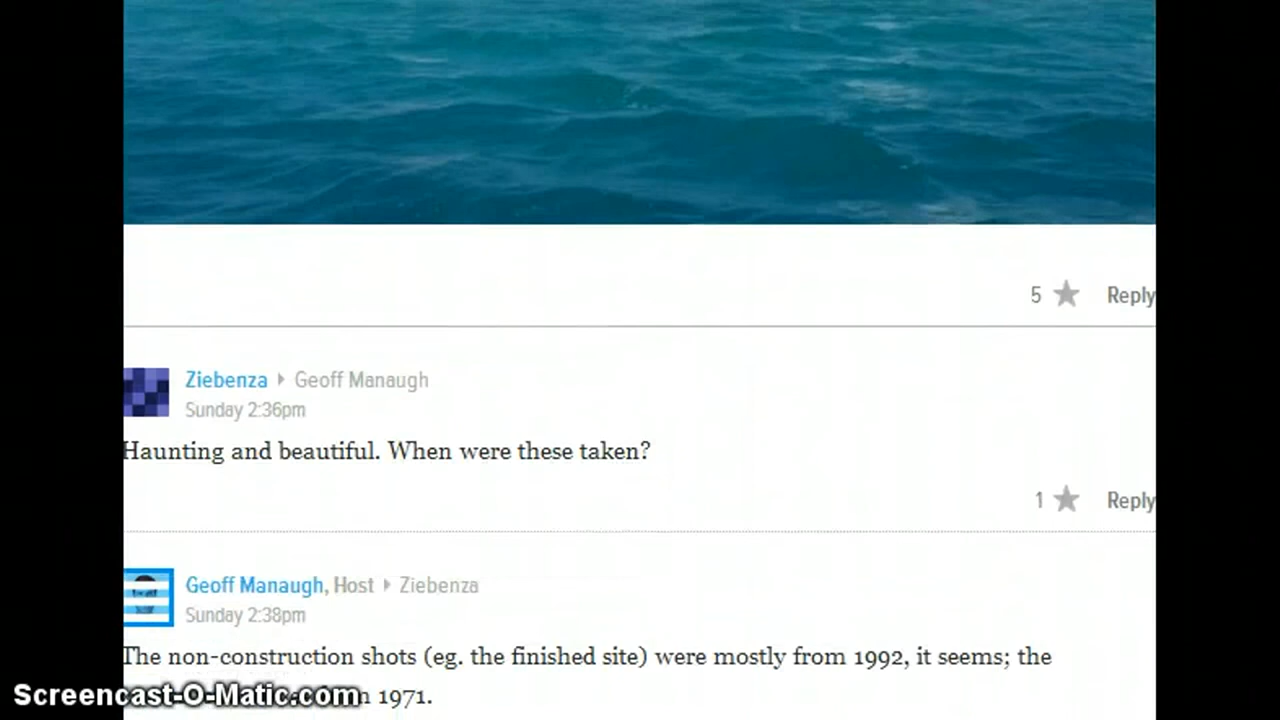 5 Reply
Ziebenza Geoff Manaugh
Sunday 2:36pm
Haunting and beautiful. When were these taken?
1 Reply
Geoff Manaugh, Host Ziebenza
Sunday 2:38pm
The non-construction shots (eg. the finished site) were mostly from 1992, it seems; the
1971.
Screencast-O-Matic.com